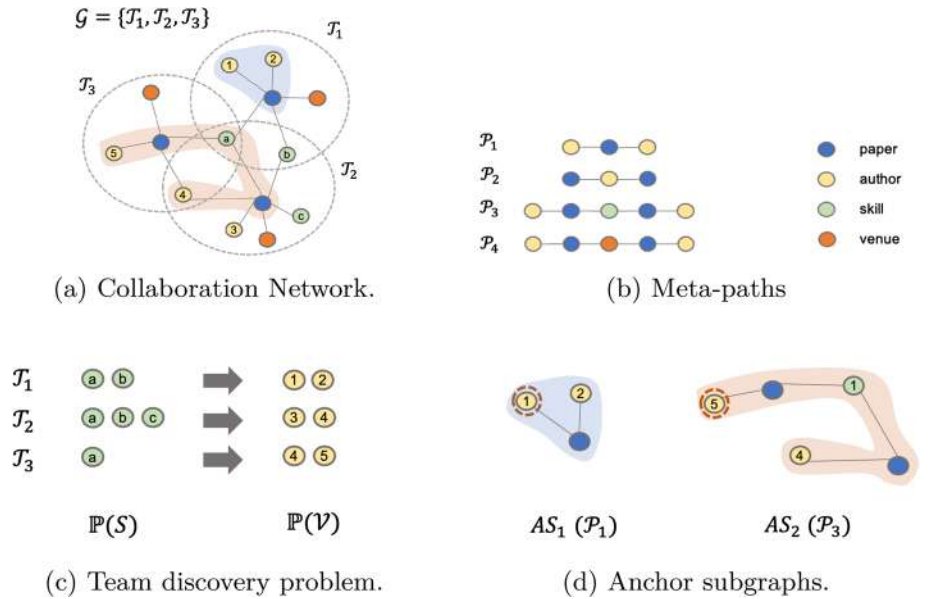 𝒢 = {𝒯₁, 𝒯₂, 𝒯₃}
𝒯₁
1 2
𝒯₃
a
5
b
𝒯₂
4
c
3
(a) Collaboration Network.
𝒫₁
𝒫₂
𝒫₃
𝒫₄
paper
author
skill
venue
(b) Meta-paths
𝒯₁ a b 1 2
𝒯₂ a b c 3 4
𝒯₃ a 4 5
ℙ(S) ℙ(𝒱)
(c) Team discovery problem.
1 2
5 1
4
AS₁ (𝒫₁) AS₂ (𝒫₃)
(d) Anchor subgraphs.